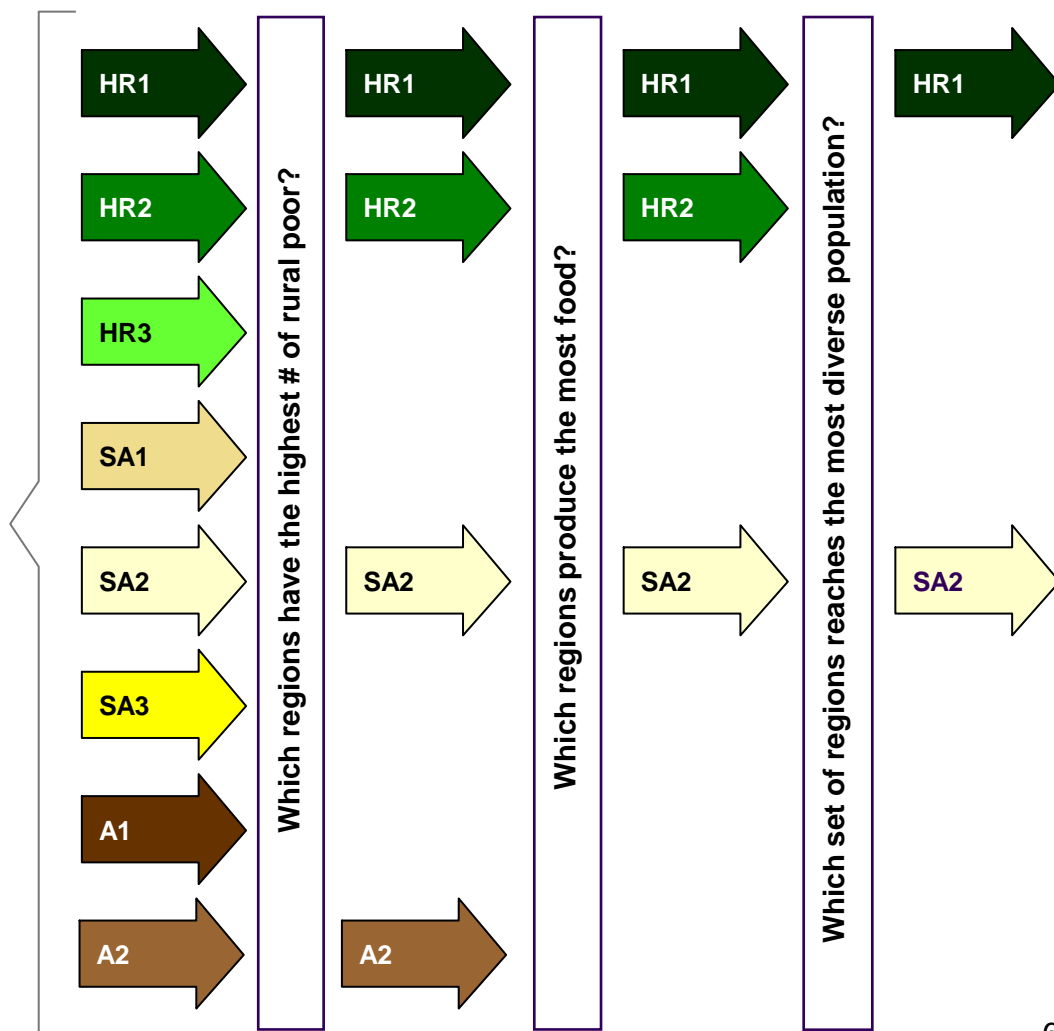 HR1
HR2
HR3
SA1
SA2
SA3
A1
A2
Which regions have the highest # of rural poor?
HR1
HR2
SA2
A2
Which regions produce the most food?
HR1
HR2
SA2
Which set of regions reaches the most diverse population?
HR1
SA2